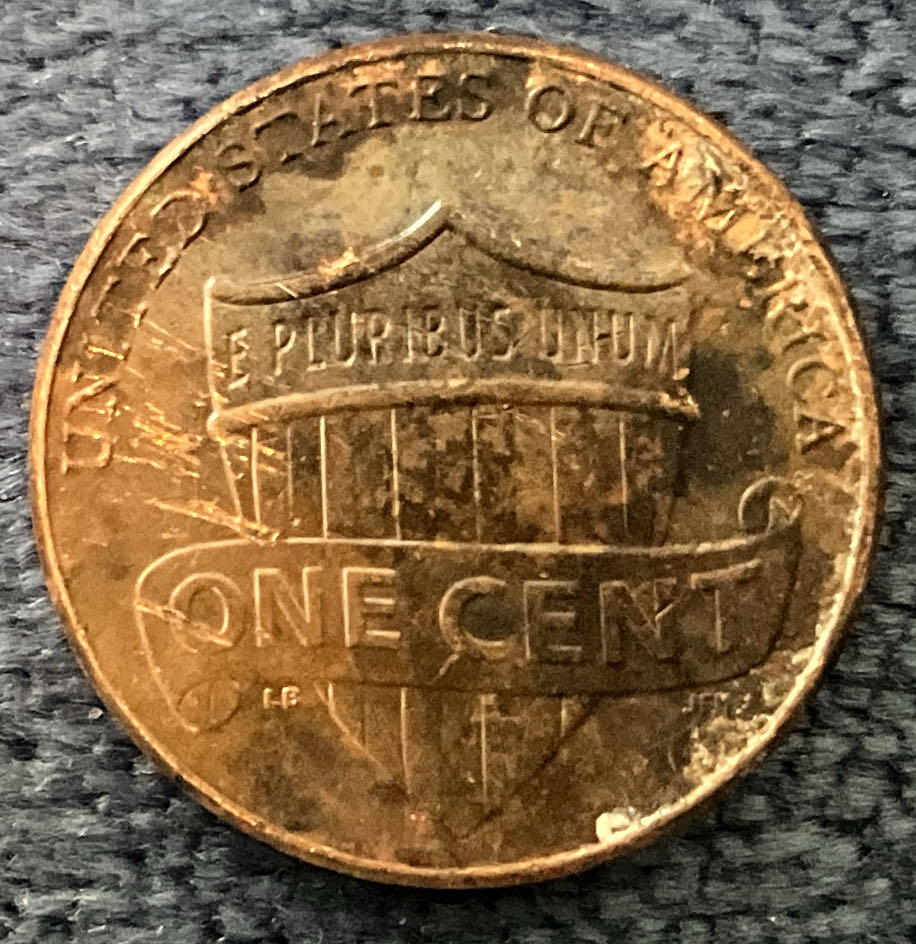 UNITED STATES OF AMERICA
E PLURIBUS UNUM
ONE CENT
LB